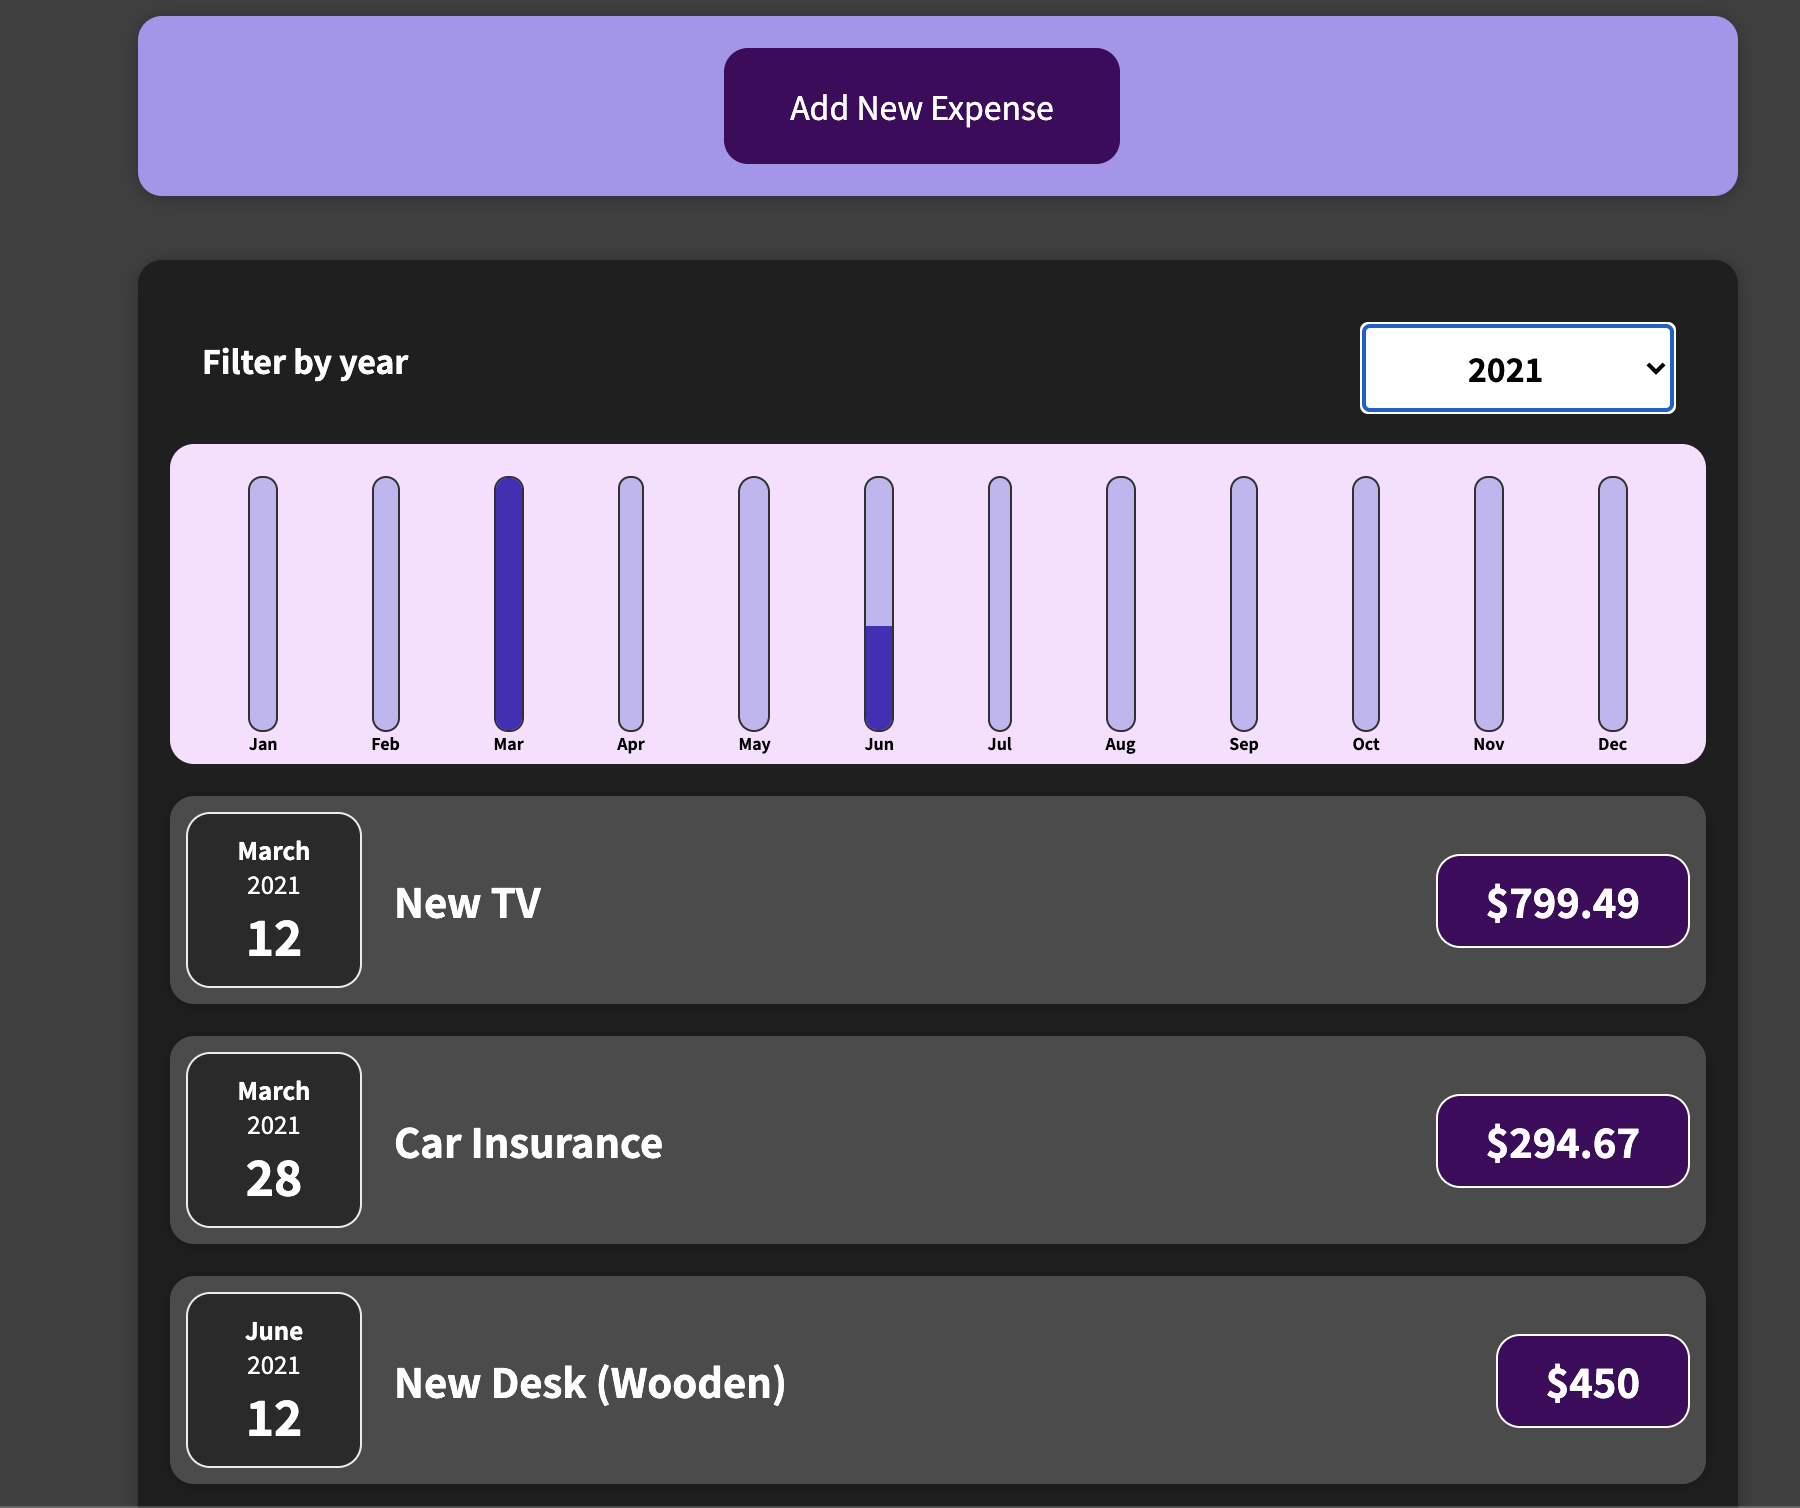 Add New Expense
Filter by year
2021
Jan Feb Mar Apr May Jun Jul Aug Sep Oct Nov Dec
March
2021
12
New TV
$799.49
March
2021
28
Car Insurance
$294.67
June
2021
12
New Desk (Wooden)
$450